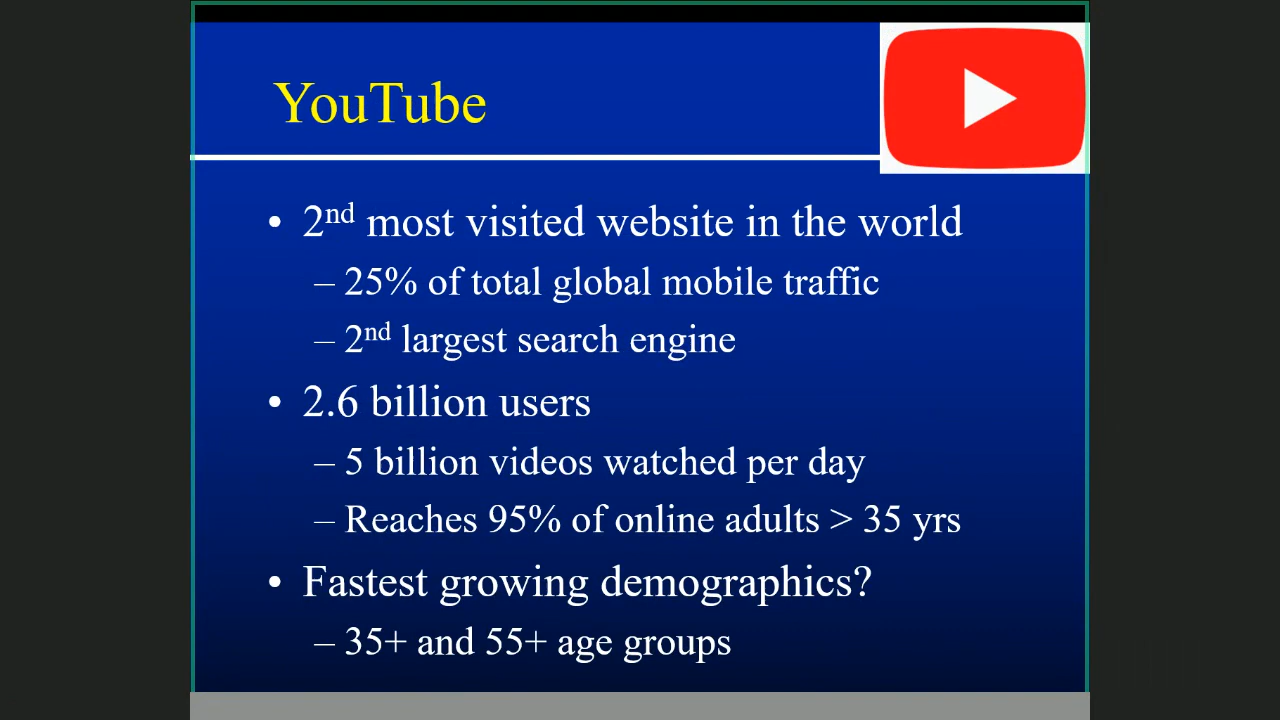 YouTube
• 2nd most visited website in the world
– 25% of total global mobile traffic
– 2nd largest search engine
• 2.6 billion users
– 5 billion videos watched per day
– Reaches 95% of online adults > 35 yrs
• Fastest growing demographics?
– 35+ and 55+ age groups